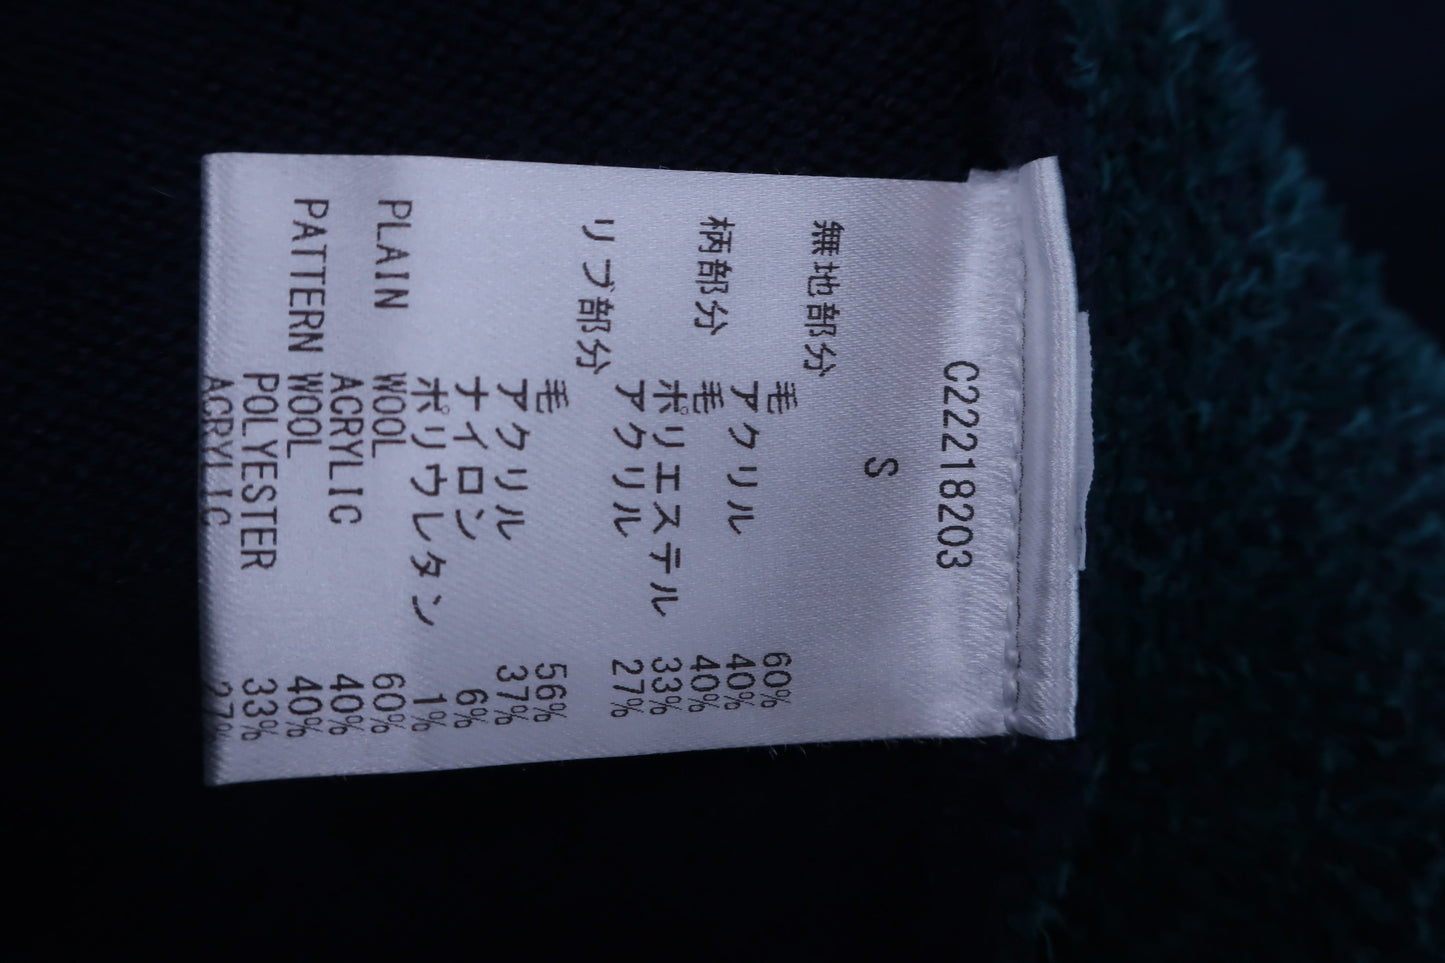 C22218203
S
無地部分
毛 60%
アクリル 40%
柄部分 毛 40%
ポリエステル 33%
アクリル 27%
リブ部分
毛 56%
アクリル 37%
ナイロン 6%
ポリウレタン 1%
PLAIN WOOL 60%
ACRYLIC 40%
PATTERN WOOL 40%
POLYESTER 33%
ACRYLIC 27%